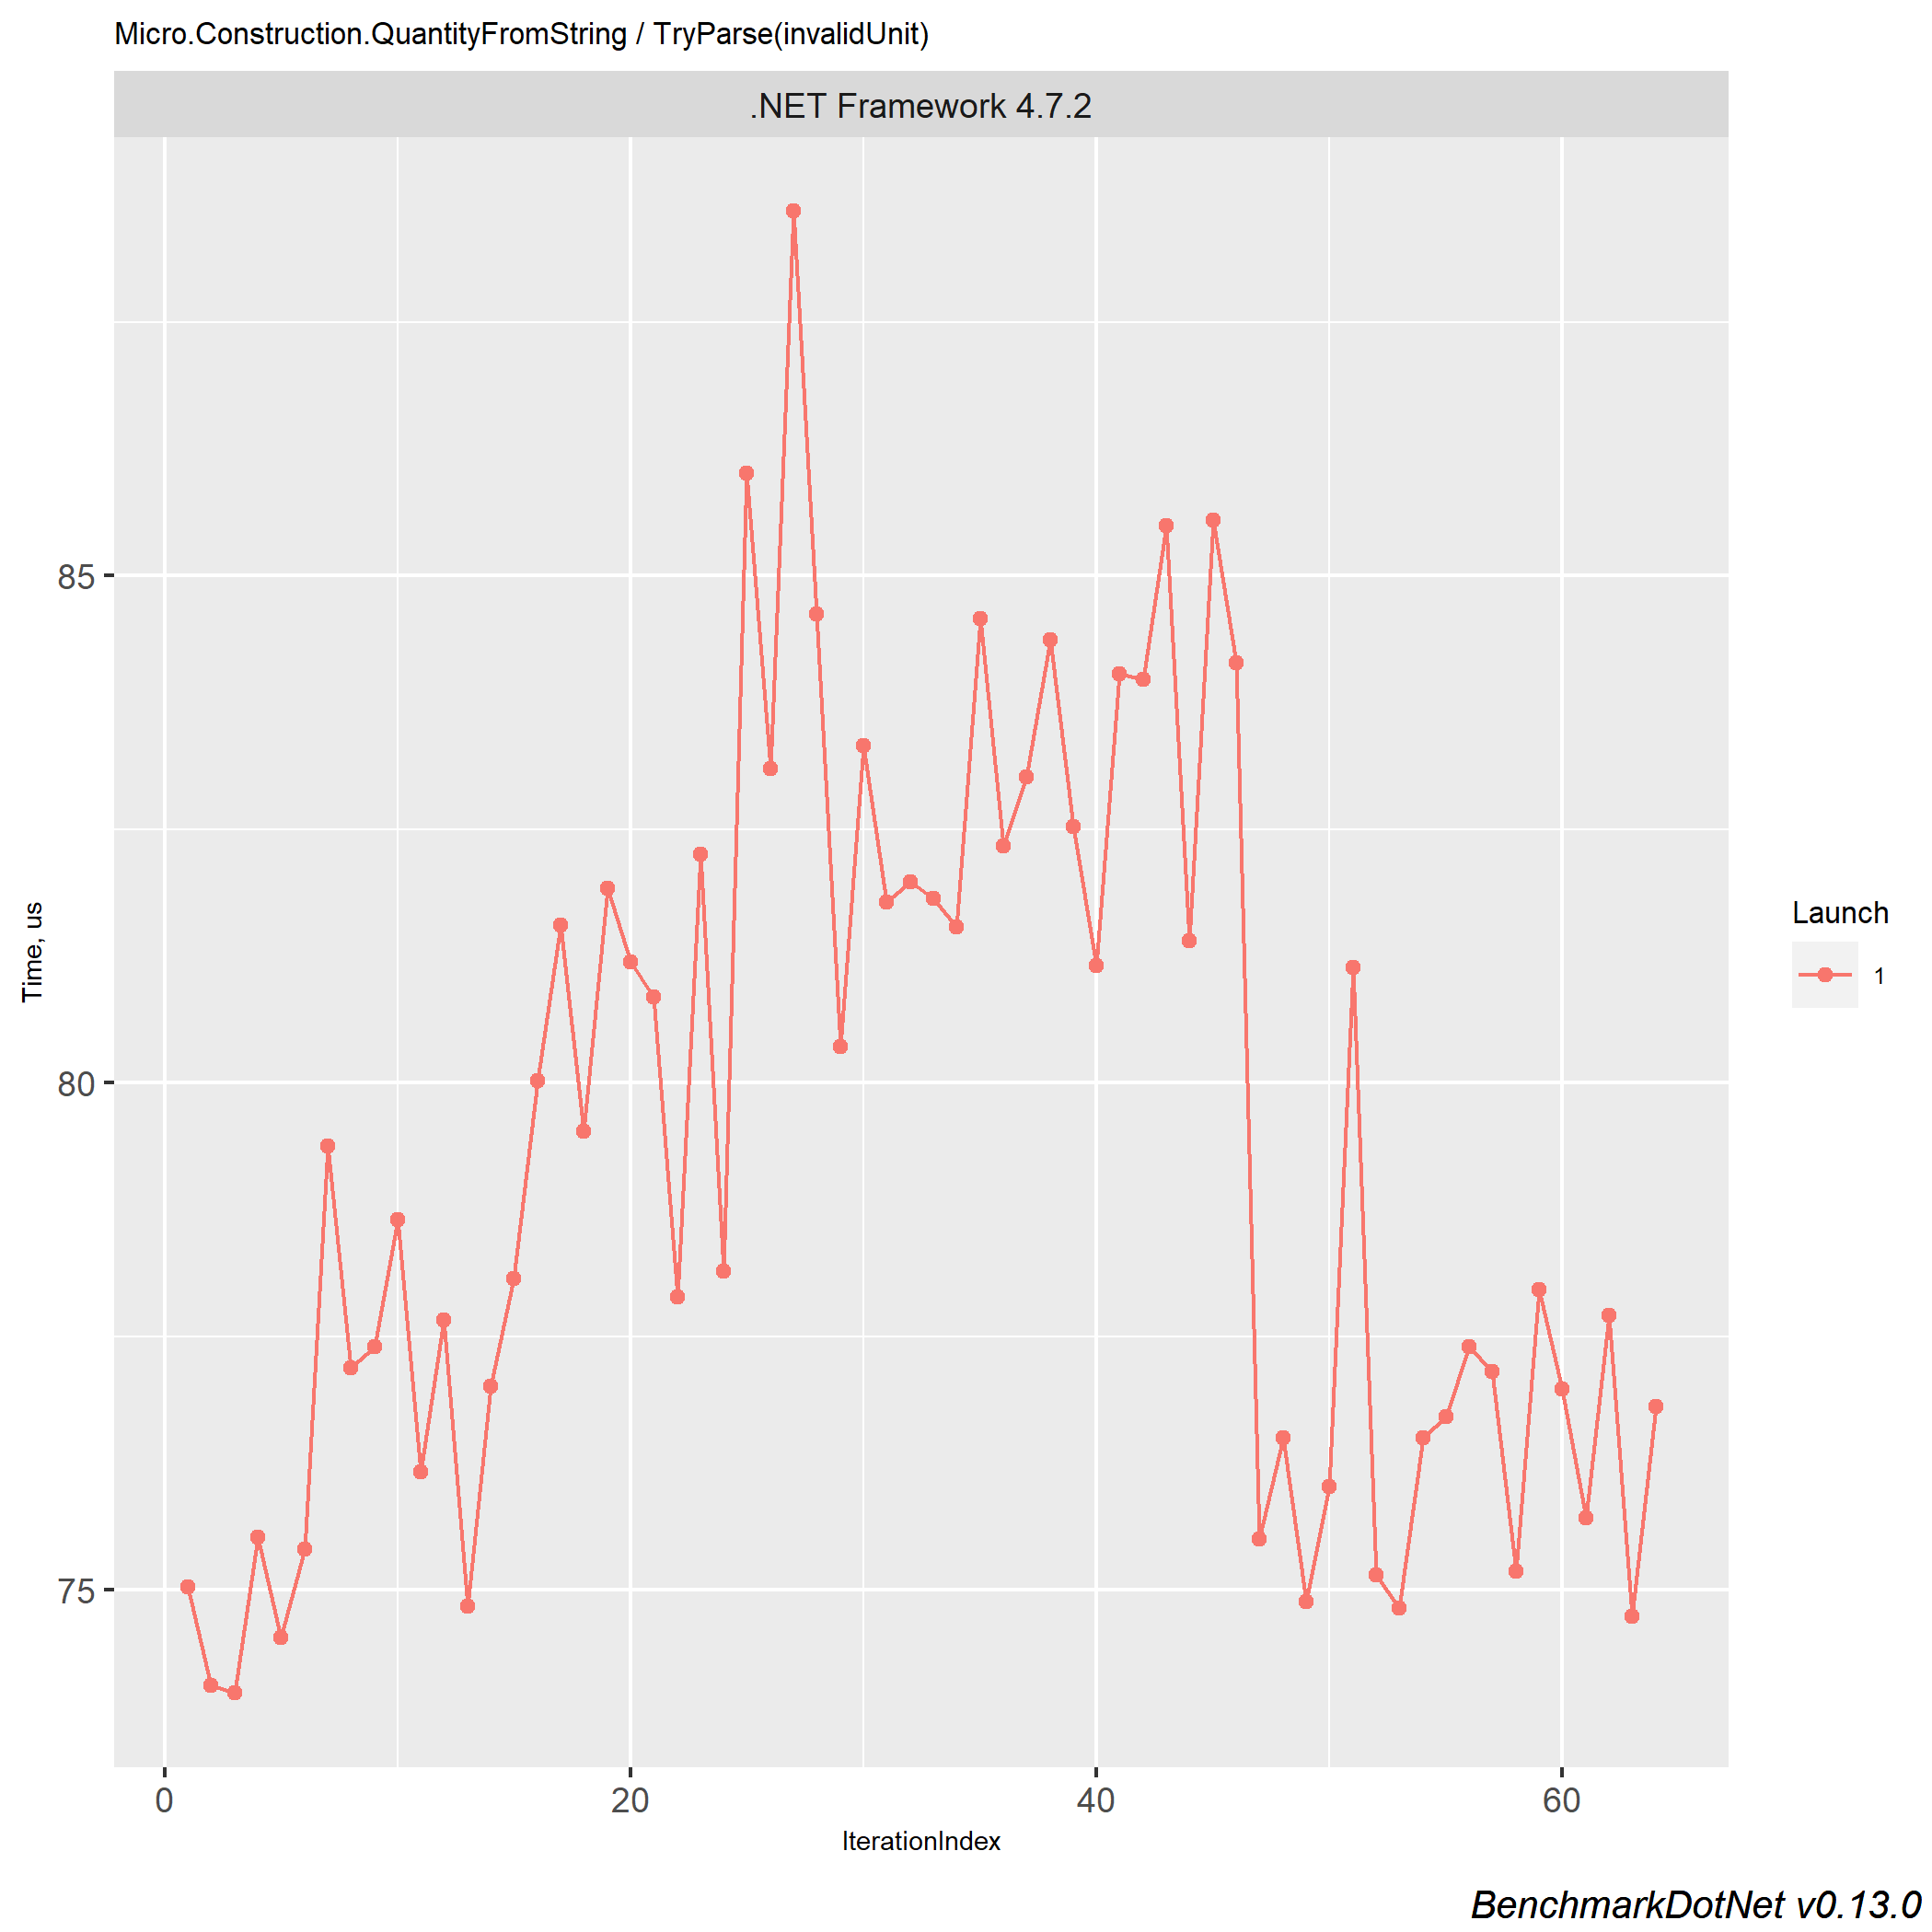 Micro.Construction.QuantityFromString / TryParse(invalidUnit)
.NET Framework 4.7.2
85
80
75
Time, us
0 20 40 60
IterationIndex
Launch
1
BenchmarkDotNet v0.13.0